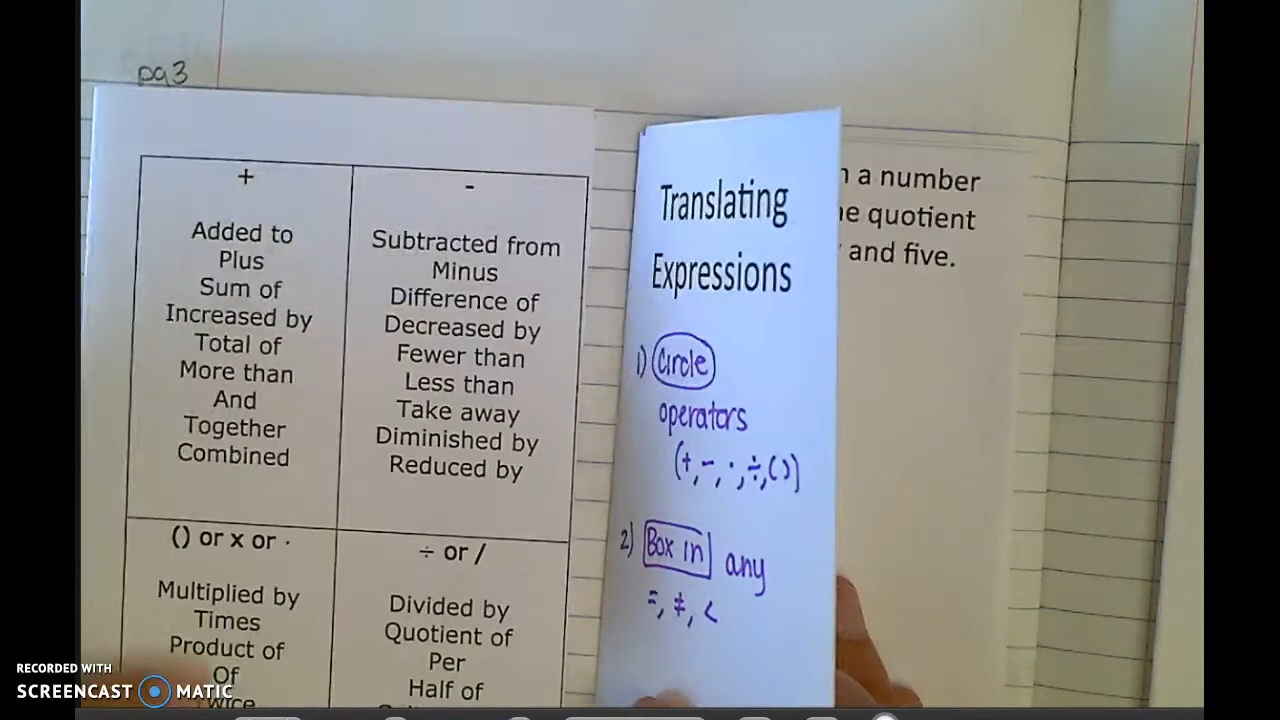 pg3
+
Added to
Plus
Sum of
Increased by
Total of
More than
And
Together
Combined
-
Subtracted from
Minus
Difference of
Decreased by
Fewer than
Less than
Take away
Diminished by
Reduced by
() or x or ·
Multiplied by
Times
Product of
Of
Twice
÷ or /
Divided by
Quotient of
Per
Half of
Translating
Expressions
1) Circle
operators
(+, -, ·, ÷, ())
2) Box in any
=, ≠, <
a number
quotient
and five.
RECORDED WITH
SCREENCAST MATIC